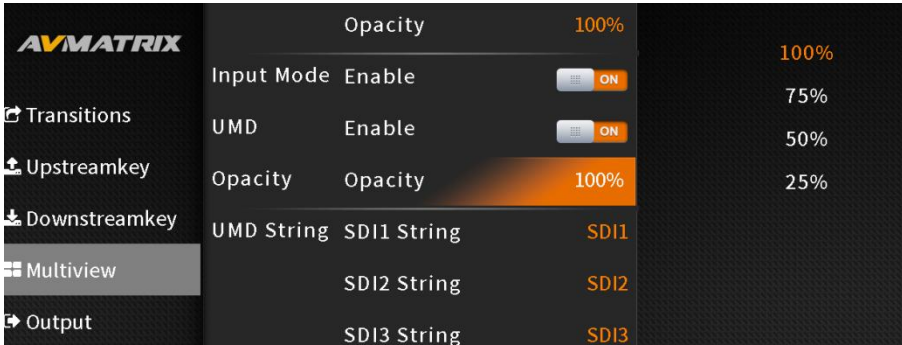 AVMATRIX
Transitions
Upstreamkey
Downstreamkey
Multiview
Output
Opacity 100%
Input Mode Enable ON
UMD Enable ON
Opacity Opacity 100%
UMD String SDI1 String SDI1
SDI2 String SDI2
SDI3 String SDI3
100%
75%
50%
25%